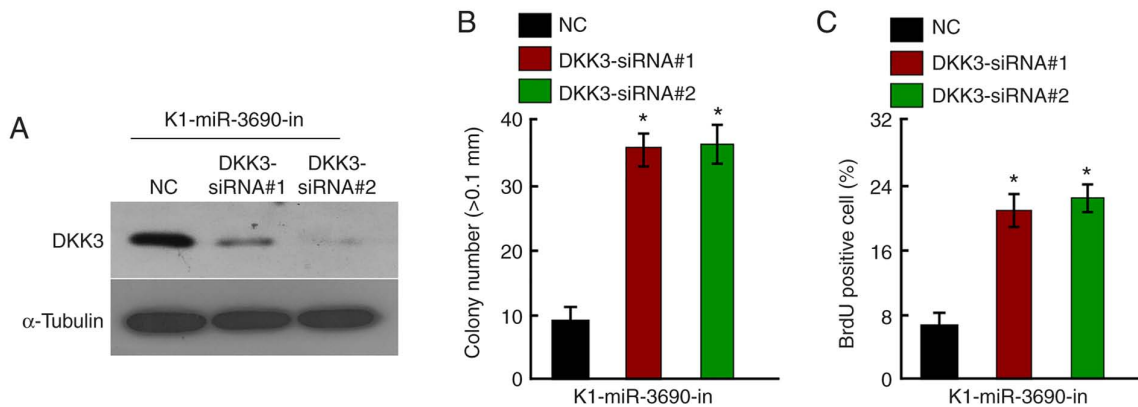 A
K1-miR-3690-in
NC
DKK3-
siRNA#1
DKK3-
siRNA#2
DKK3
α-Tubulin
B
NC
DKK3-siRNA#1
DKK3-siRNA#2
Colony number (>0.1 mm)
40
30
20
10
0
*
*
K1-miR-3690-in
C
NC
DKK3-siRNA#1
DKK3-siRNA#2
BrdU positive cell (%)
32
24
16
8
0
*
*
K1-miR-3690-in